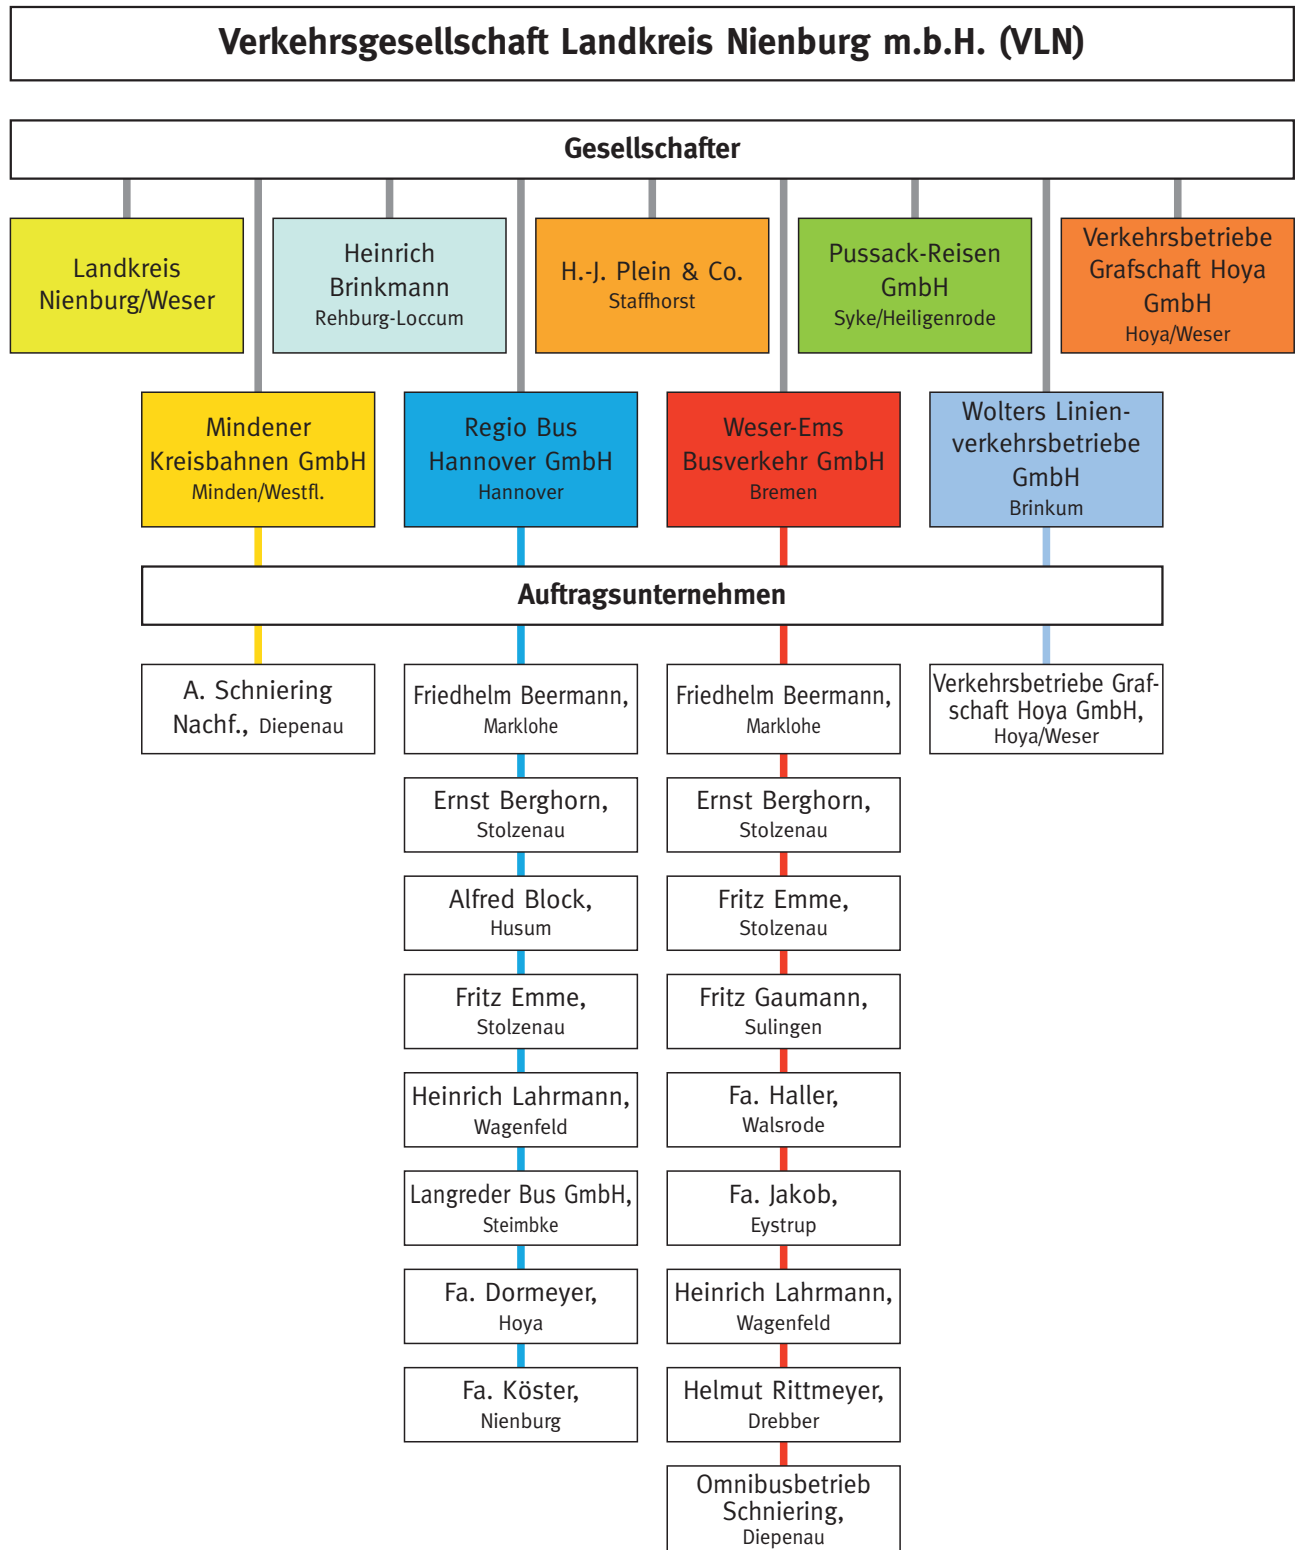 Verkehrsgesellschaft Landkreis Nienburg m.b.H. (VLN)
Gesellschafter
Landkreis
Nienburg/Weser
Heinrich
Brinkmann
Rehburg-Loccum
H.-J. Plein & Co.
Staffhorst
Pussack-Reisen
GmbH
Syke/Heiligenrode
Verkehrsbetriebe
Grafschaft Hoya
GmbH
Hoya/Weser
Mindener
Kreisbahnen GmbH
Minden/Westfl.
Regio Bus
Hannover GmbH
Hannover
Weser-Ems
Busverkehr GmbH
Bremen
Wolters Linien-
verkehrsbetriebe
GmbH
Brinkum
Auftragsunternehmen
A. Schniering
Nachf., Diepenau
Friedhelm Beermann,
Marklohe
Ernst Berghorn,
Stolzenau
Alfred Block,
Husum
Fritz Emme,
Stolzenau
Heinrich Lahrmann,
Wagenfeld
Langreder Bus GmbH,
Steimbke
Fa. Dormeyer,
Hoya
Fa. Köster,
Nienburg
Friedhelm Beermann,
Marklohe
Ernst Berghorn,
Stolzenau
Fritz Emme,
Stolzenau
Fritz Gaumann,
Sulingen
Fa. Haller,
Walsrode
Fa. Jakob,
Eystrup
Heinrich Lahrmann,
Wagenfeld
Helmut Rittmeyer,
Drebber
Omnibusbetrieb
Schniering,
Diepenau
Verkehrsbetriebe Graf-
schaft Hoya GmbH,
Hoya/Weser